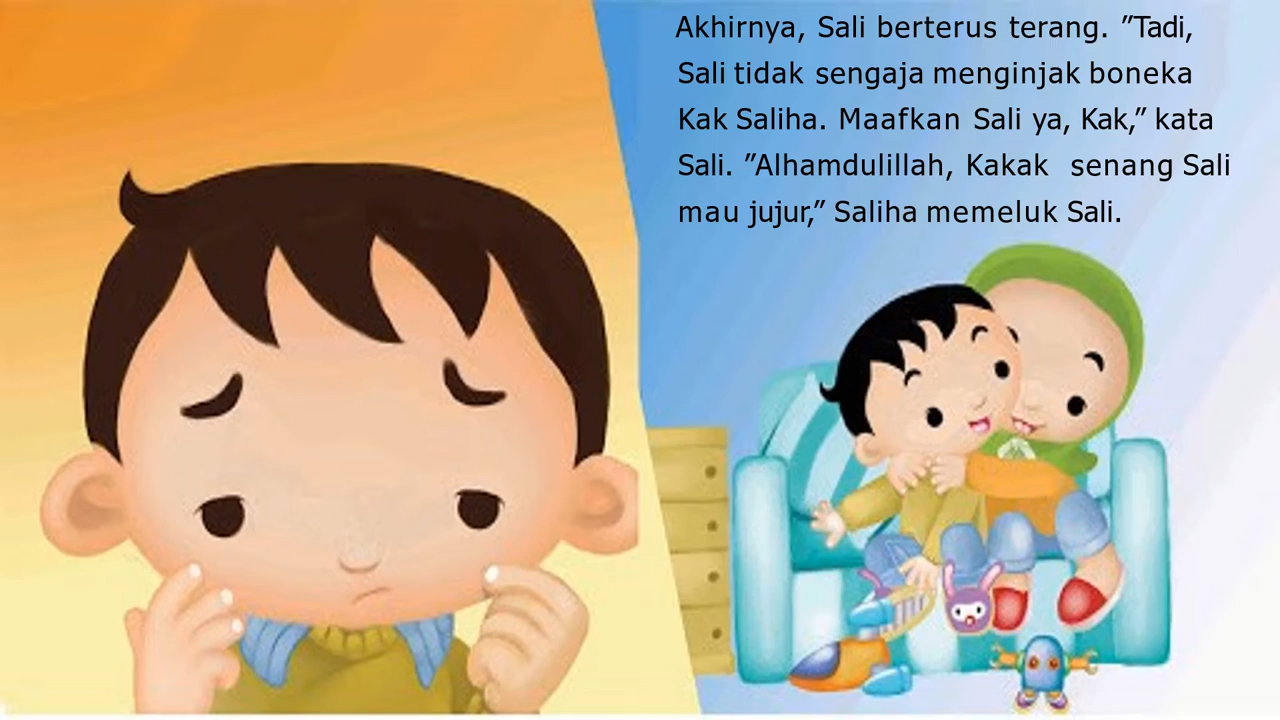 Akhirnya, Sali berterus terang. ”Tadi,
Sali tidak sengaja menginjak boneka
Kak Saliha. Maafkan Sali ya, Kak,” kata
Sali. ”Alhamdulillah, Kakak senang Sali
mau jujur,” Saliha memeluk Sali.